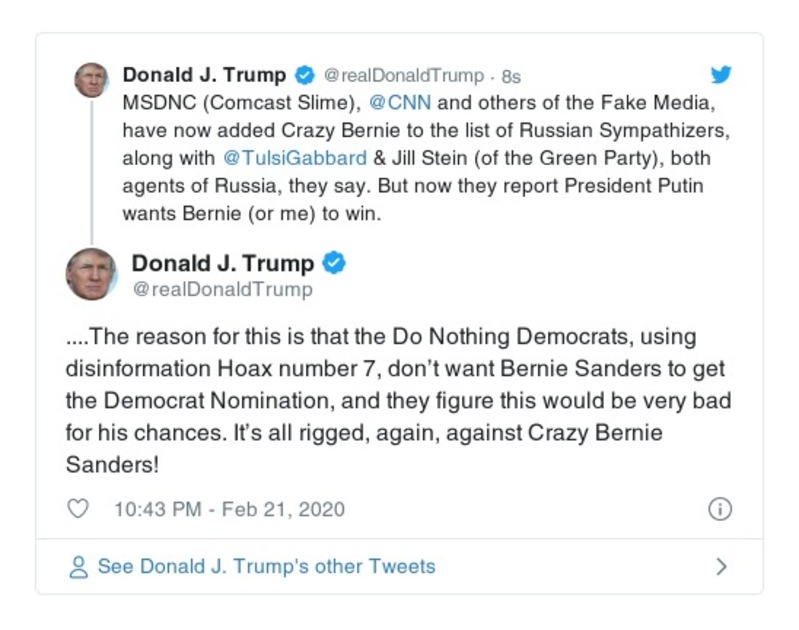 Donald J. Trump @realDonaldTrump · 8s
MSDNC (Comcast Slime), @CNN and others of the Fake Media,
have now added Crazy Bernie to the list of Russian Sympathizers,
along with @TulsiGabbard & Jill Stein (of the Green Party), both
agents of Russia, they say. But now they report President Putin
wants Bernie (or me) to win.
Donald J. Trump
@realDonaldTrump
....The reason for this is that the Do Nothing Democrats, using
disinformation Hoax number 7, don’t want Bernie Sanders to get
the Democrat Nomination, and they figure this would be very bad
for his chances. It’s all rigged, again, against Crazy Bernie
Sanders!
10:43 PM - Feb 21, 2020
See Donald J. Trump's other Tweets